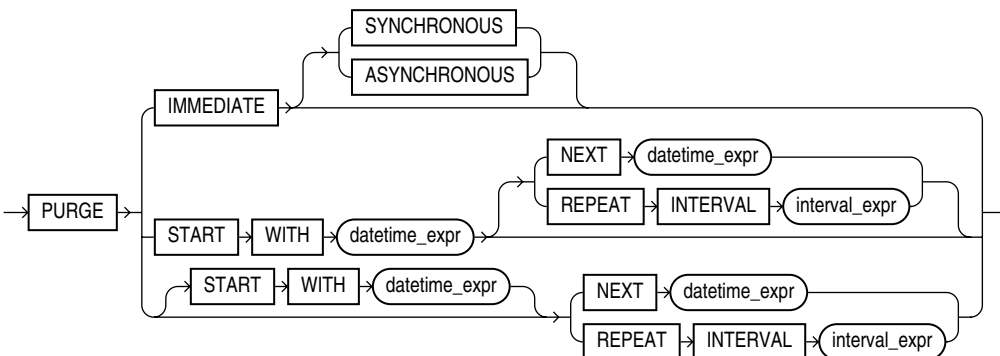 SYNCHRONOUS
ASYNCHRONOUS
IMMEDIATE
NEXT datetime_expr
REPEAT INTERVAL interval_expr
PURGE
START WITH datetime_expr
START WITH datetime_expr
NEXT datetime_expr
REPEAT INTERVAL interval_expr